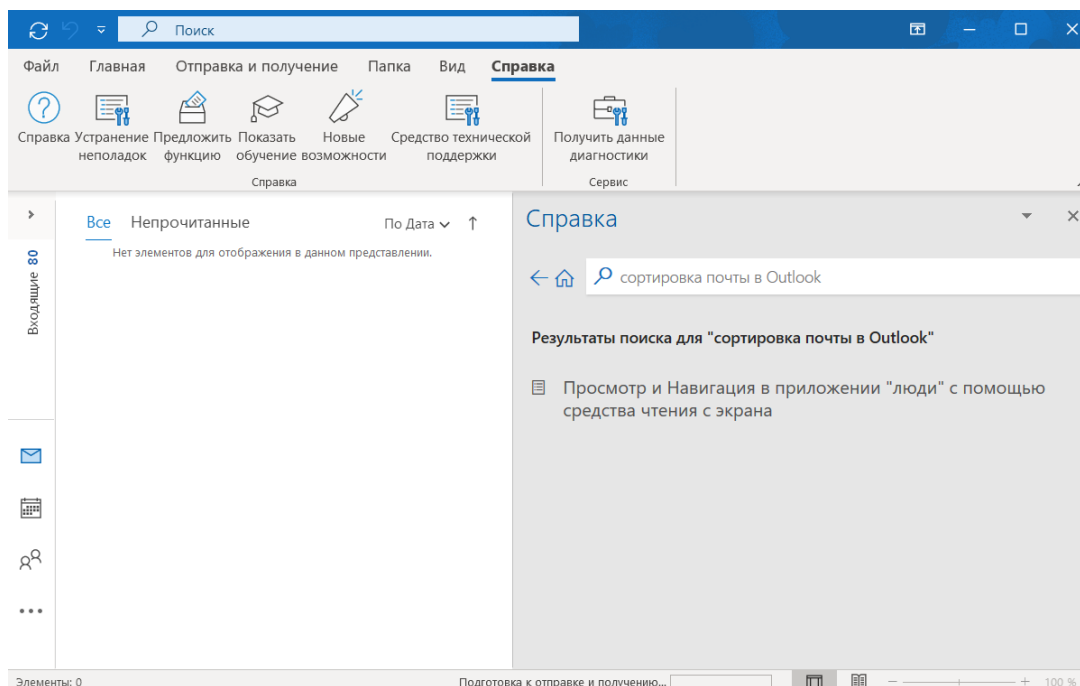 Поиск
Файл Главная Отправка и получение Папка Вид Справка
Справка Устранение неполадок Предложить функцию Показать обучение Новые возможности Средство технической поддержки Получить данные диагностики
Справка Сервис
Все Непрочитанные По Дата
Нет элементов для отображения в данном представлении.
Входящие 80
Справка
сортировка почты в Outlook
Результаты поиска для "сортировка почты в Outlook"
Просмотр и Навигация в приложении "люди" с помощью
средства чтения с экрана
Элементы: 0 Подготовка к отправке и получению... 100 %